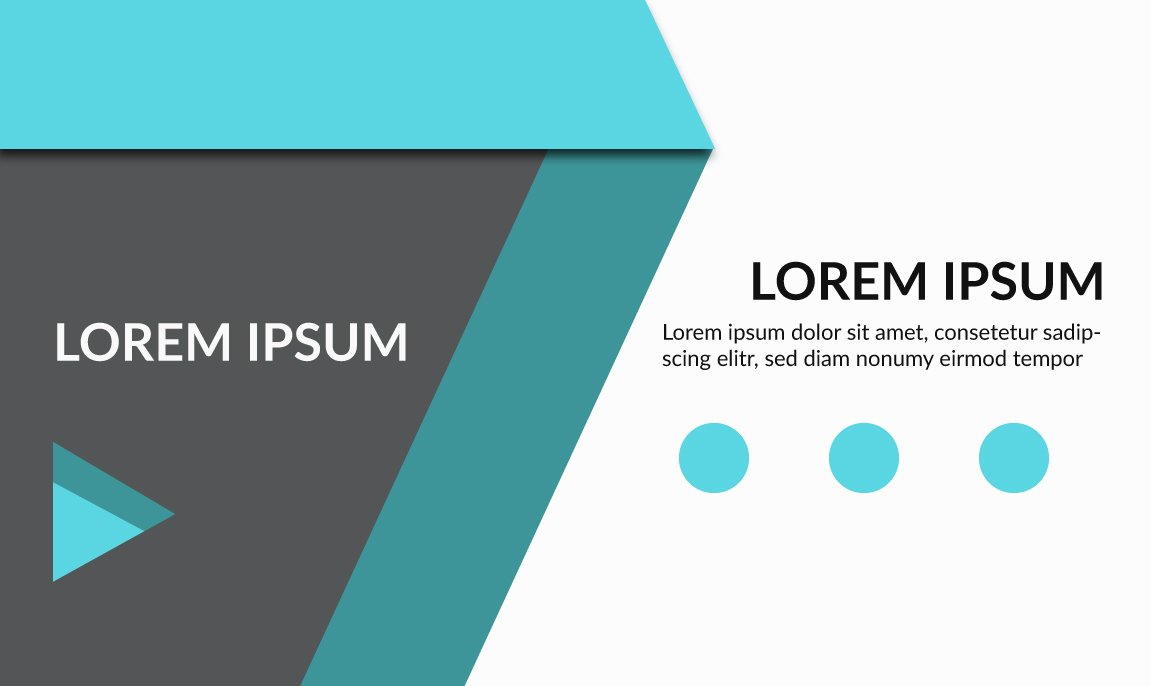 LOREM IPSUM
LOREM IPSUM
Lorem ipsum dolor sit amet, consetetur sadip-
scing elitr, sed diam nonumy eirmod tempor